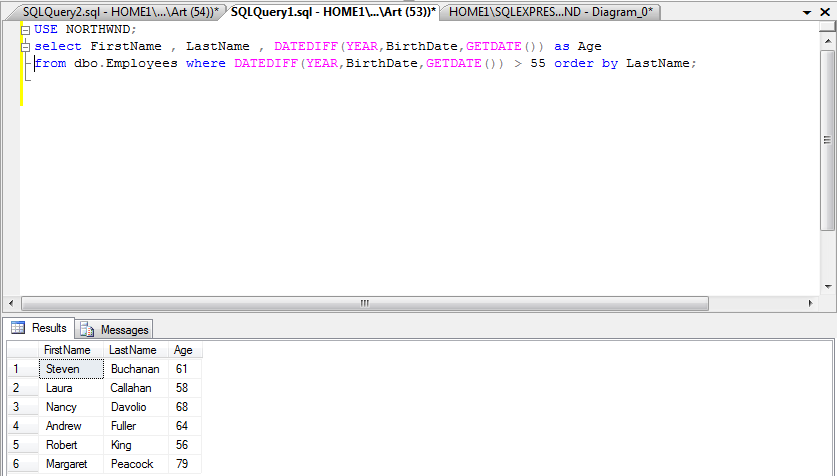 SQLQuery2.sql - HOME1\...\Art (54))* SQLQuery1.sql - HOME1\...\Art (53))* HOME1\SQLEXPRES...ND - Diagram_0*
USE NORTHWND;
select FirstName , LastName , DATEDIFF(YEAR,BirthDate,GETDATE()) as Age
from dbo.Employees where DATEDIFF(YEAR,BirthDate,GETDATE()) > 55 order by LastName;
Results Messages
FirstName LastName Age
1 Steven Buchanan 61
2 Laura Callahan 58
3 Nancy Davolio 68
4 Andrew Fuller 64
5 Robert King 56
6 Margaret Peacock 79